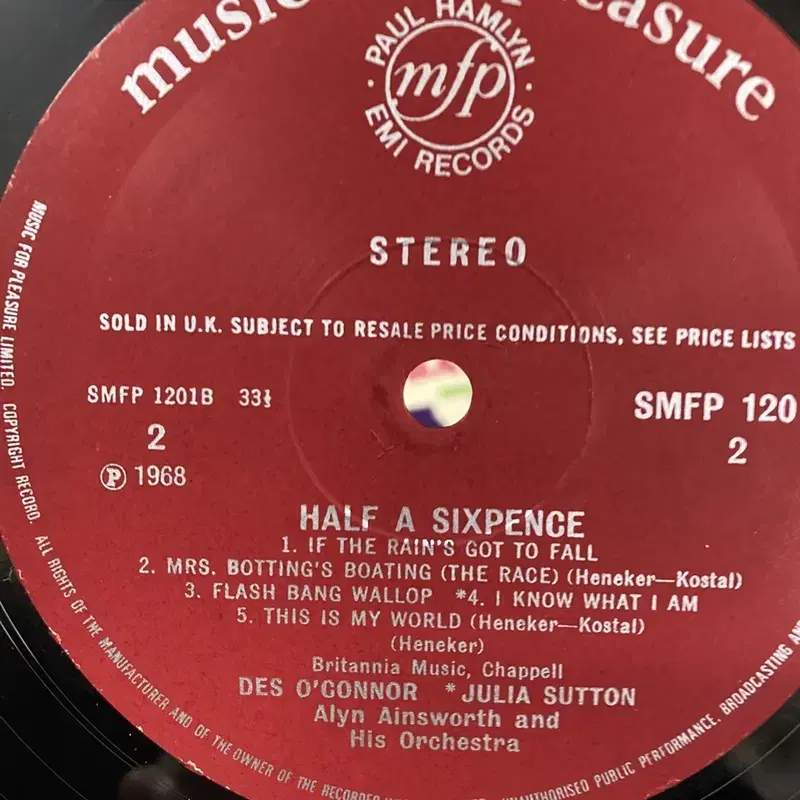 music
pleasure
PAUL HAMLYN
mfp
EMI RECORDS
STEREO
SOLD IN U.K. SUBJECT TO RESALE PRICE CONDITIONS, SEE PRICE LISTS
SMFP 1201B 33⅓
2
Ⓟ 1968
SMFP 120
2
HALF A SIXPENCE
1. IF THE RAIN'S GOT TO FALL
2. MRS. BOTTING'S BOATING (THE RACE) (Heneker—Kostal)
3. FLASH BANG WALLOP *4. I KNOW WHAT I AM
5. THIS IS MY WORLD (Heneker—Kostal)
(Heneker)
Britannia Music, Chappell
DES O'CONNOR *JULIA SUTTON
Alyn Ainsworth and
His Orchestra
MUSIC FOR PLEASURE LIMITED. COPYRIGHT RECORD. ALL RIGHTS OF THE MANUFACTURER AND OF THE OWNER OF THE RECORDED
UNAUTHORISED PUBLIC PERFORMANCE, BROADCASTING AN